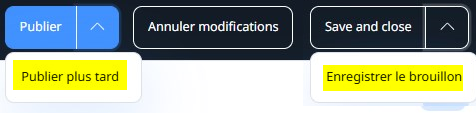 Publier
Annuler modifications
Save and close
Publier plus tard
Enregistrer le brouillon